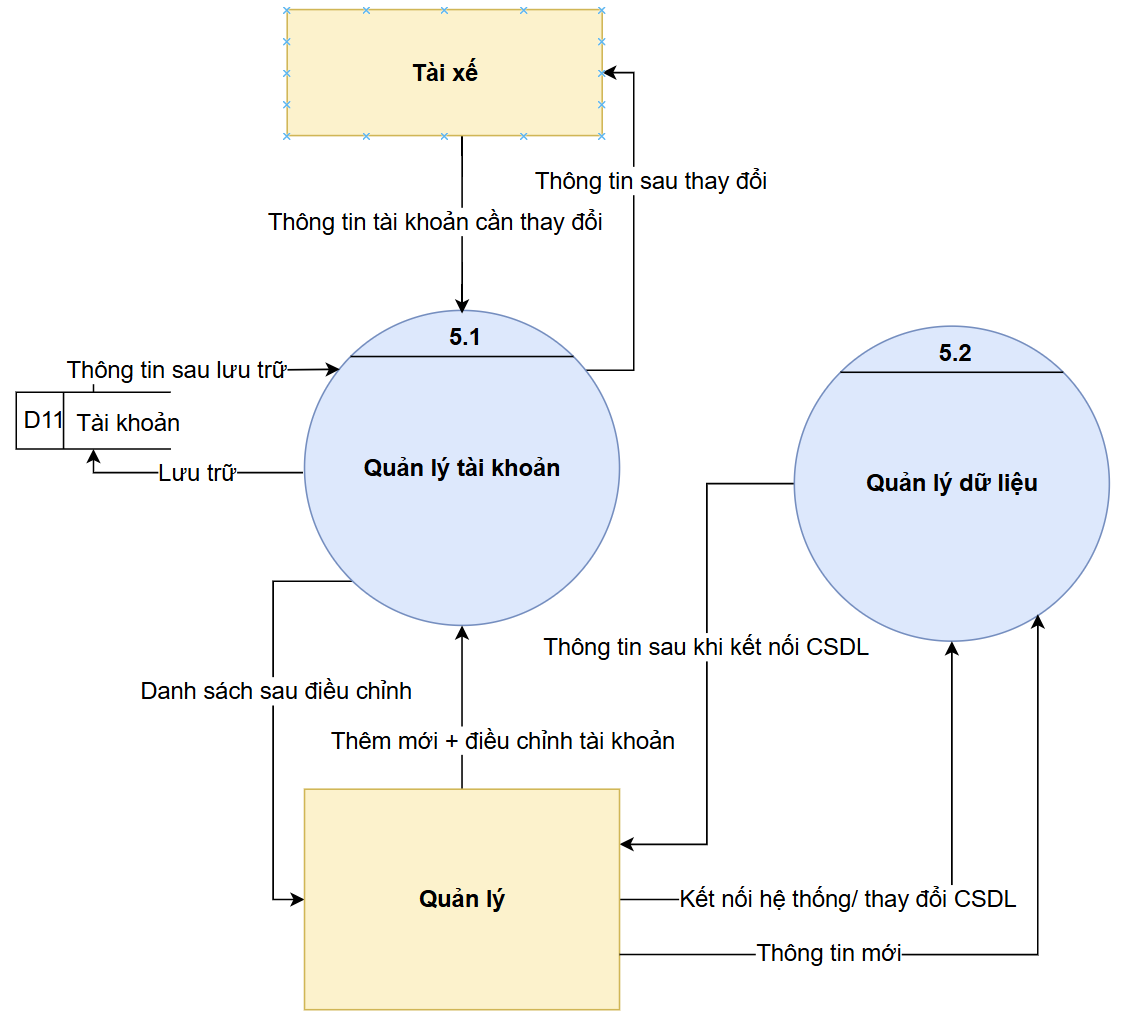 Tài xế
Thông tin sau thay đổi
Thông tin tài khoản cần thay đổi
5.1
5.2
Thông tin sau lưu trữ
D11
Tài khoản
Lưu trữ
Quản lý tài khoản
Quản lý dữ liệu
Thông tin sau khi kết nối CSDL
Danh sách sau điều chỉnh
Thêm mới + điều chỉnh tài khoản
Quản lý
Kết nối hệ thống/ thay đổi CSDL
Thông tin mới